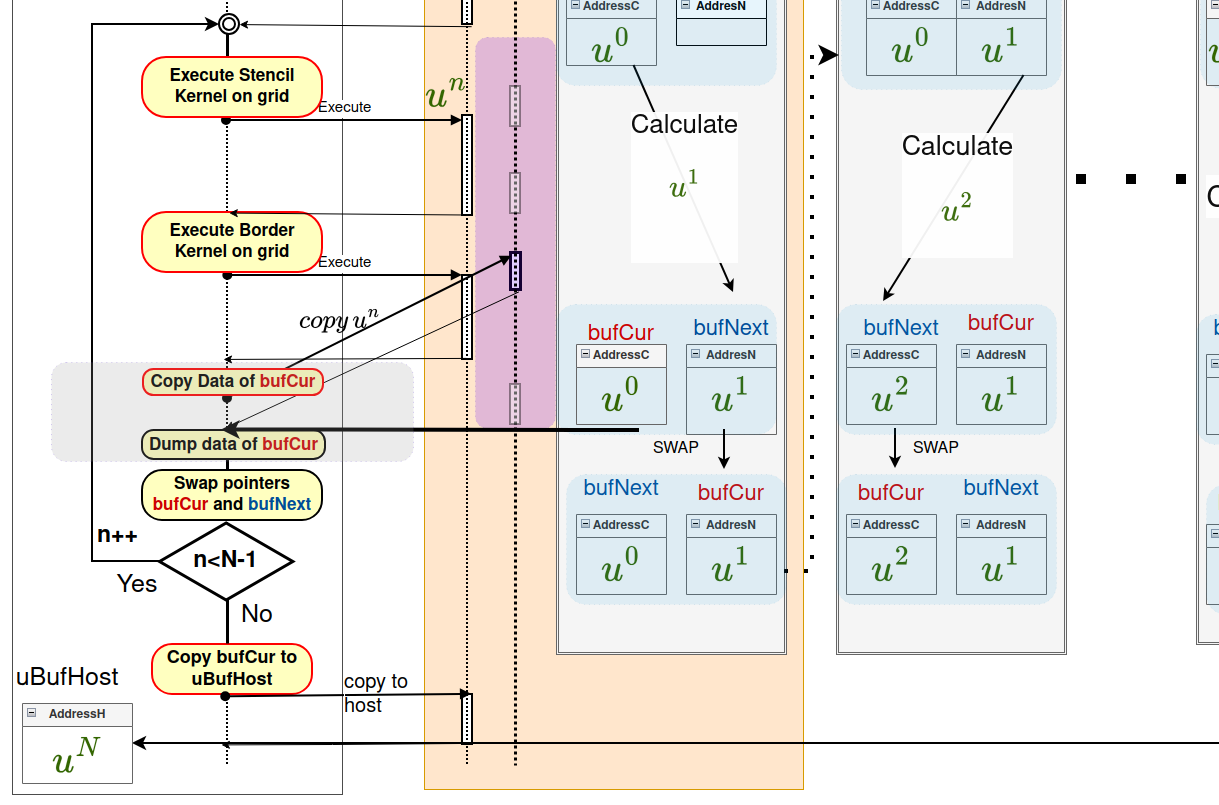 AddressC
AddresN
u^0
AddressC
AddresN
u^0
u^1
Execute Stencil
Kernel on grid
Execute
u^n
Calculate
u^1
Calculate
u^2
Execute Border
Kernel on grid
Execute
copy u^n
Copy Data of bufCur
Dump data of bufCur
Swap pointers
bufCur and bufNext
n++
n<N-1
Yes
No
bufCur
bufNext
AddressC
AddresN
u^0
u^1
SWAP
bufNext
bufCur
AddressC
AddresN
u^0
u^1
bufNext
bufCur
AddressC
AddresN
u^2
u^1
SWAP
bufCur
bufNext
AddressC
AddresN
u^2
u^1
Copy bufCur to
uBufHost
copy to
host
uBufHost
AddressH
u^N